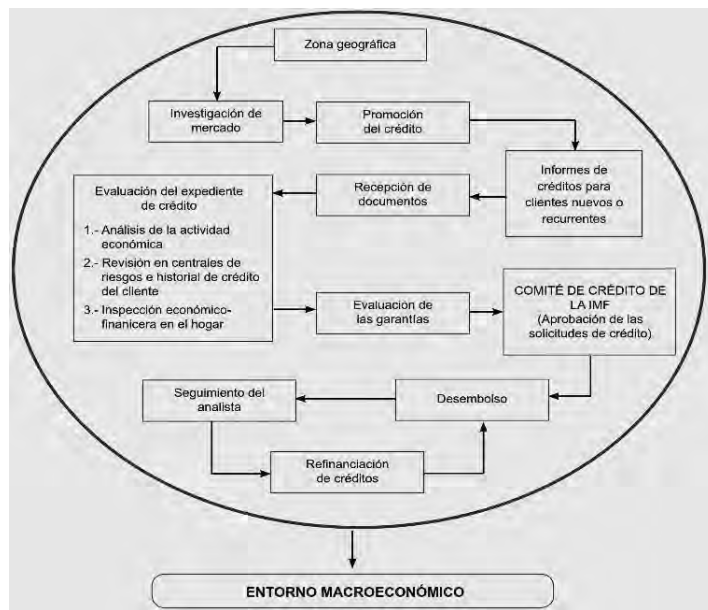 Zona geográfica
Investigación de
mercado
Promoción
del crédito
Informes de
créditos para
clientes nuevos o
recurrentes
Recepción de
documentos
Evaluación del expediente
de crédito
1.- Análisis de la actividad
económica
2.- Revisión en centrales de
riesgos e historial de crédito
del cliente
3.- Inspección económico-
financera en el hogar
Evaluación de
las garantías
COMITÉ DE CRÉDITO DE
LA IMF
(Aprobación de las
solicitudes de crédito)
Desembolso
Seguimiento del
analista
Refinanciación
de créditos
ENTORNO MACROECONÓMICO